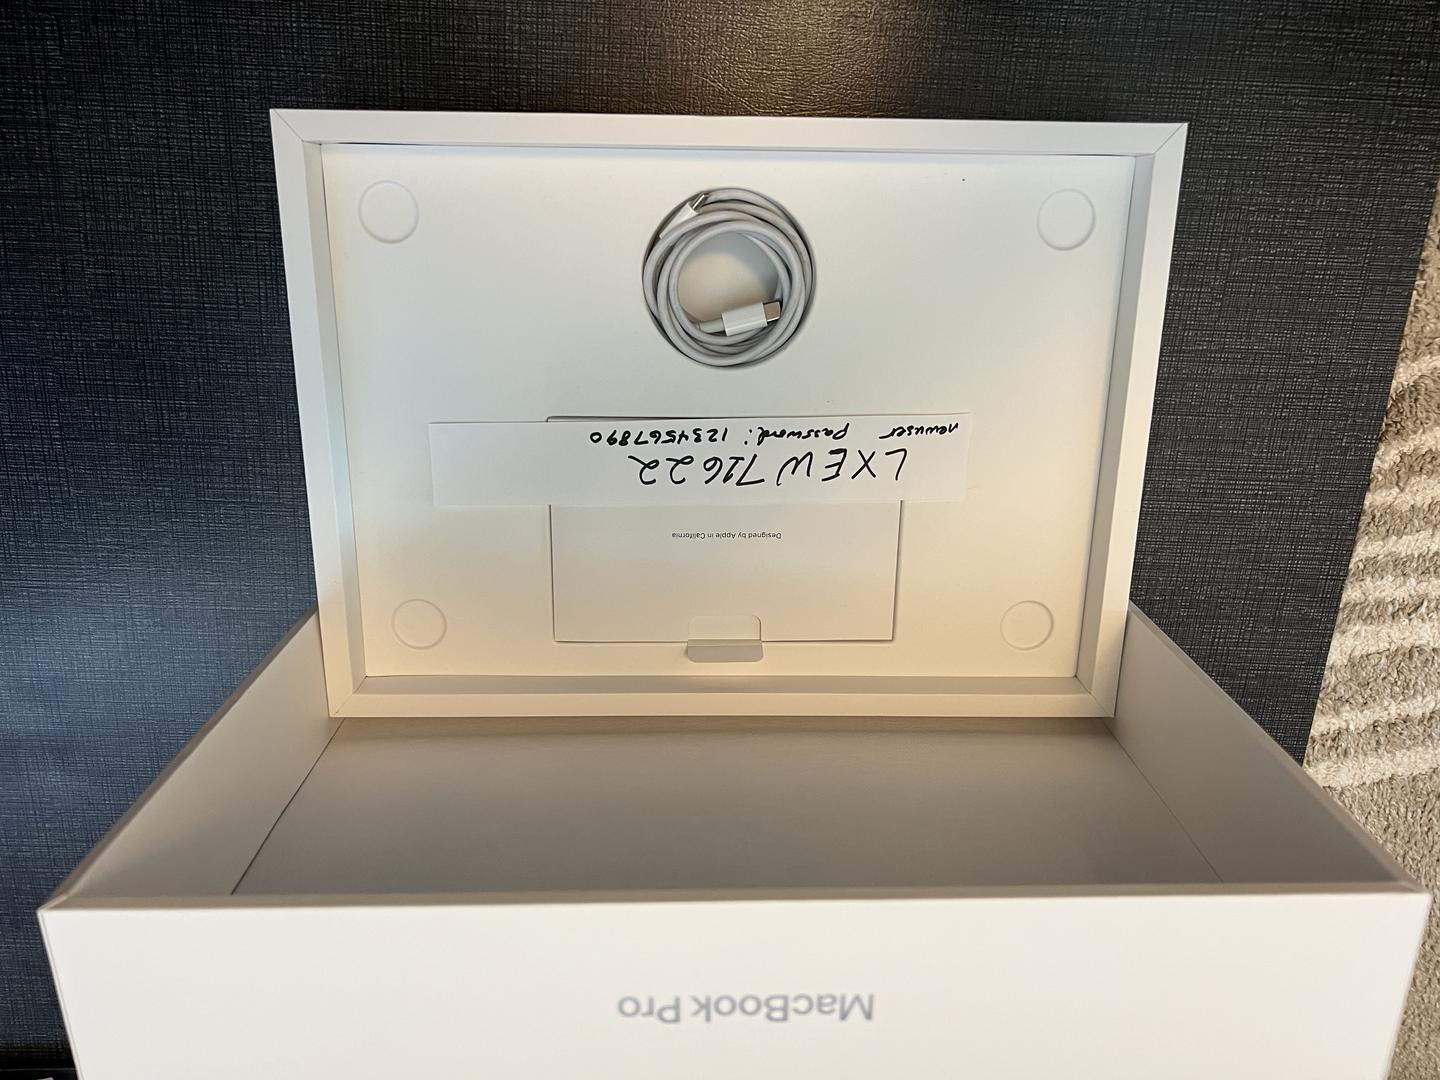 MacBook Pro
Designed by Apple in California
LXEW71622
newuser password: 1234567890